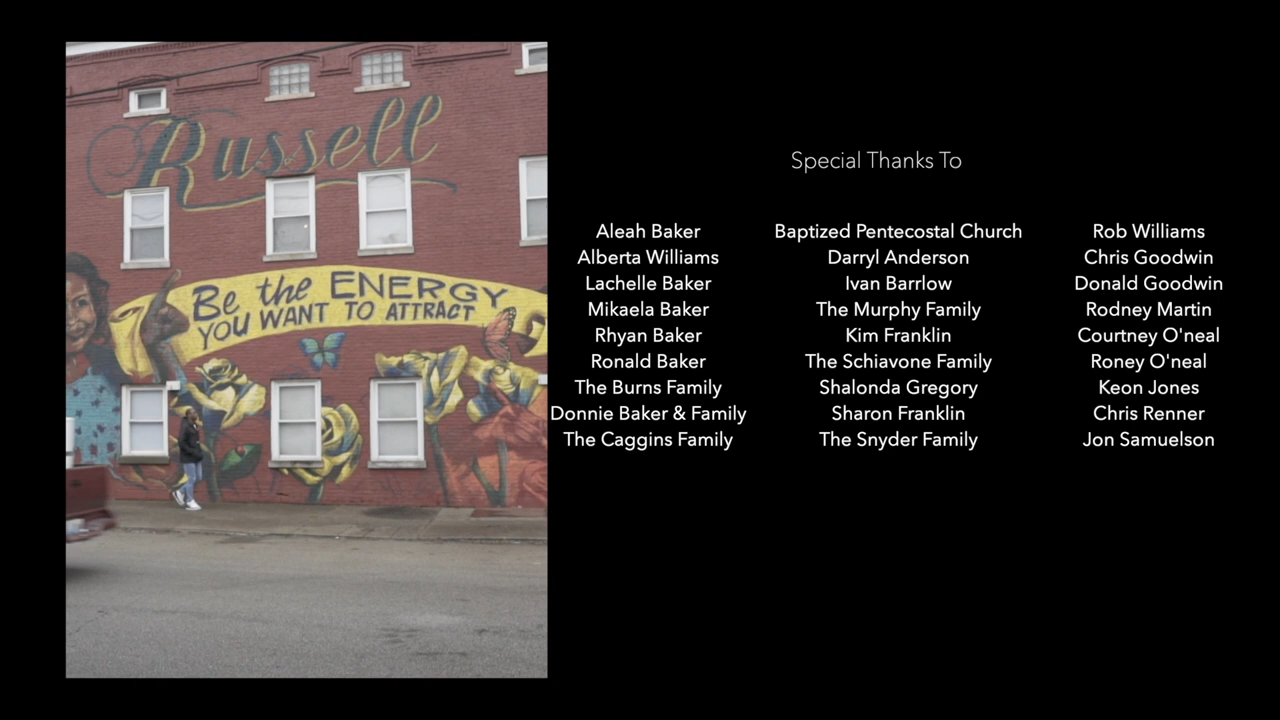 Russell
Be the ENERGY
YOU WANT TO ATTRACT
Special Thanks To
Aleah Baker
Alberta Williams
Lachelle Baker
Mikaela Baker
Rhyan Baker
Ronald Baker
The Burns Family
Donnie Baker & Family
The Caggins Family
Baptized Pentecostal Church
Darryl Anderson
Ivan Barrlow
The Murphy Family
Kim Franklin
The Schiavone Family
Shalonda Gregory
Sharon Franklin
The Snyder Family
Rob Williams
Chris Goodwin
Donald Goodwin
Rodney Martin
Courtney O'neal
Roney O'neal
Keon Jones
Chris Renner
Jon Samuelson